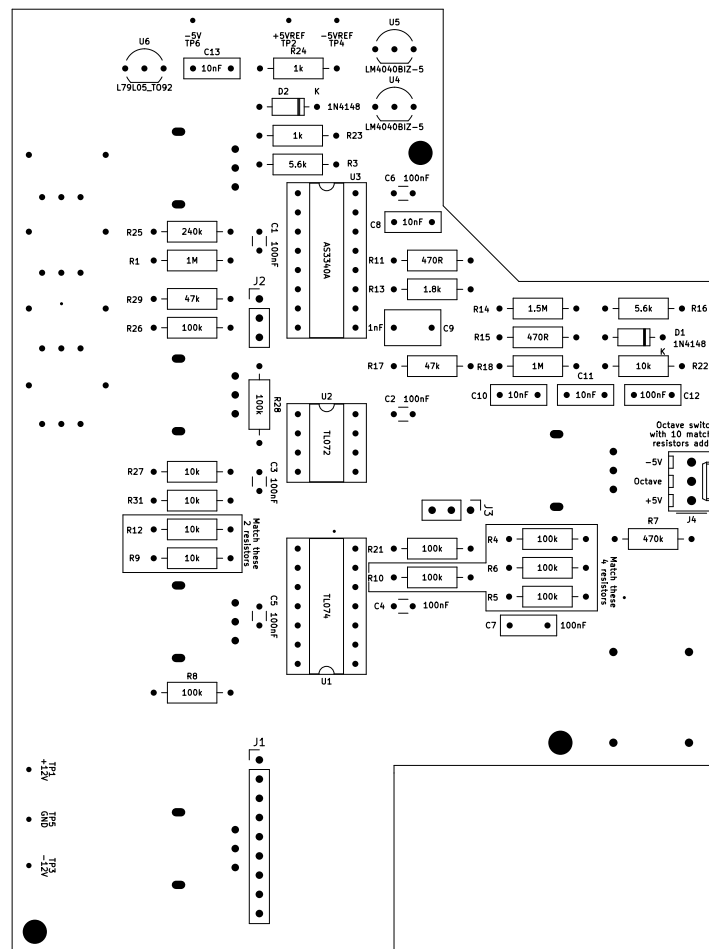 -5V
TP6
+5VREF
TP2
-5VREF
TP4
U5
U6
C13
R24
10nF
1k
LM4040BIZ-5
L79L05_TO92
U4
D2
K
1N4148
LM4040BIZ-5
1k
R23
5.6k
R3
U3
C6
100nF
R25
240k
C1
100nF
AS3340A
C8
10nF
R1
1M
R11
470R
J2
R13
1.8k
R29
47k
R14
1.5M
5.6k
R16
R26
100k
1nF
C9
R15
470R
D1
1N4148
K
R17
47k
R18
1M
10k
R22
C11
100k
R28
C10
10nF
10nF
100nF
C12
U2
C2
100nF
TL072
Octave switc
with 10 match
resistors add
-5V
R27
10k
C3
100nF
Octave
R31
10k
+5V
J3
J4
R12
10k
Match these
2 resistors
R7
R9
10k
U1
R21
100k
R4
100k
470k
R10
100k
R6
100k
Match these
4 resistors
R5
100k
TL074
C5
100nF
C4
100nF
C7
100nF
R8
100k
J1
TP1
+12V
TP5
GND
TP3
-12V